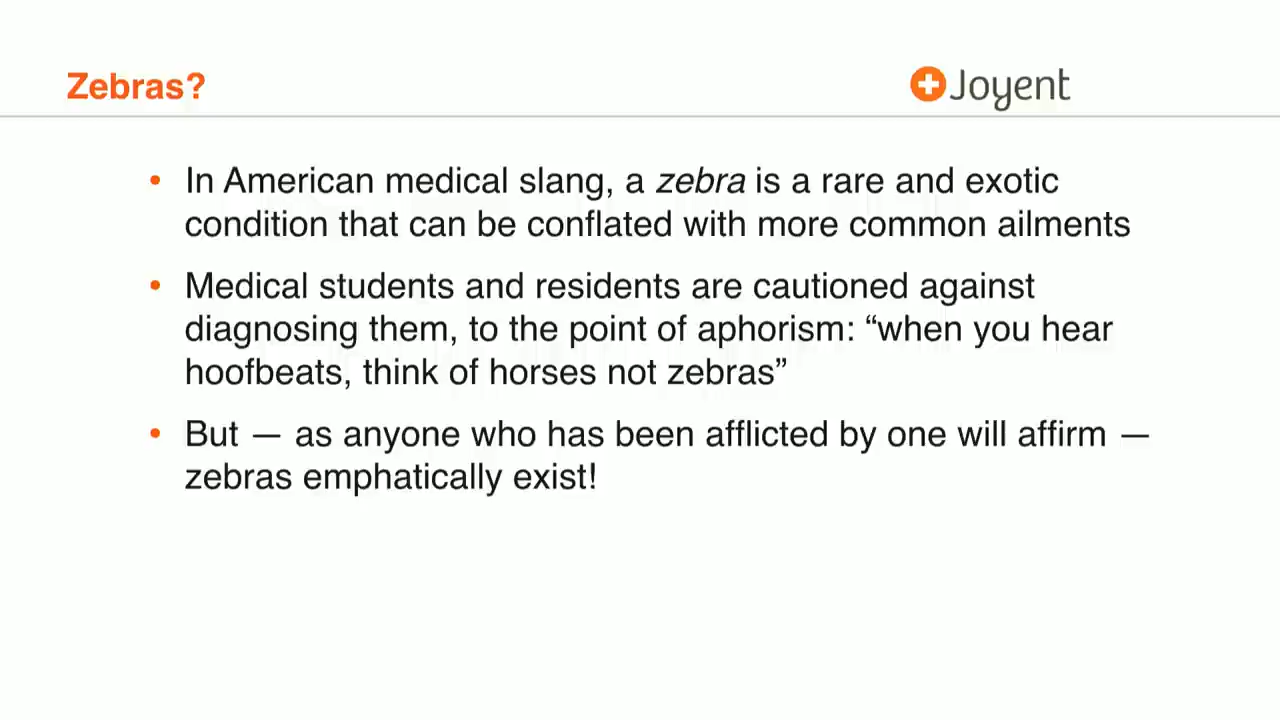 Zebras?
Joyent
• In American medical slang, a zebra is a rare and exotic
condition that can be conflated with more common ailments
• Medical students and residents are cautioned against
diagnosing them, to the point of aphorism: “when you hear
hoofbeats, think of horses not zebras”
• But — as anyone who has been afflicted by one will affirm —
zebras emphatically exist!